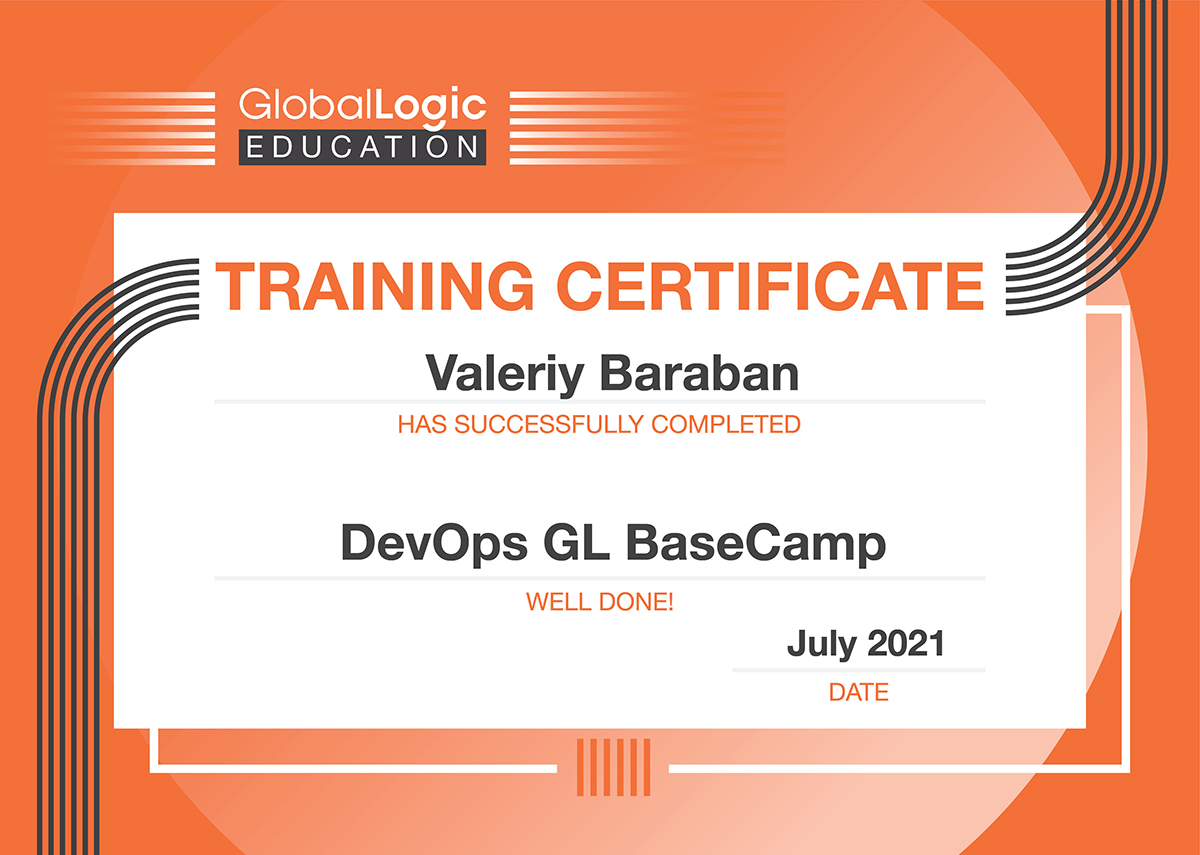 GlobalLogic
EDUCATION
TRAINING CERTIFICATE
Valeriy Baraban
HAS SUCCESSFULLY COMPLETED
DevOps GL BaseCamp
WELL DONE!
July 2021
DATE